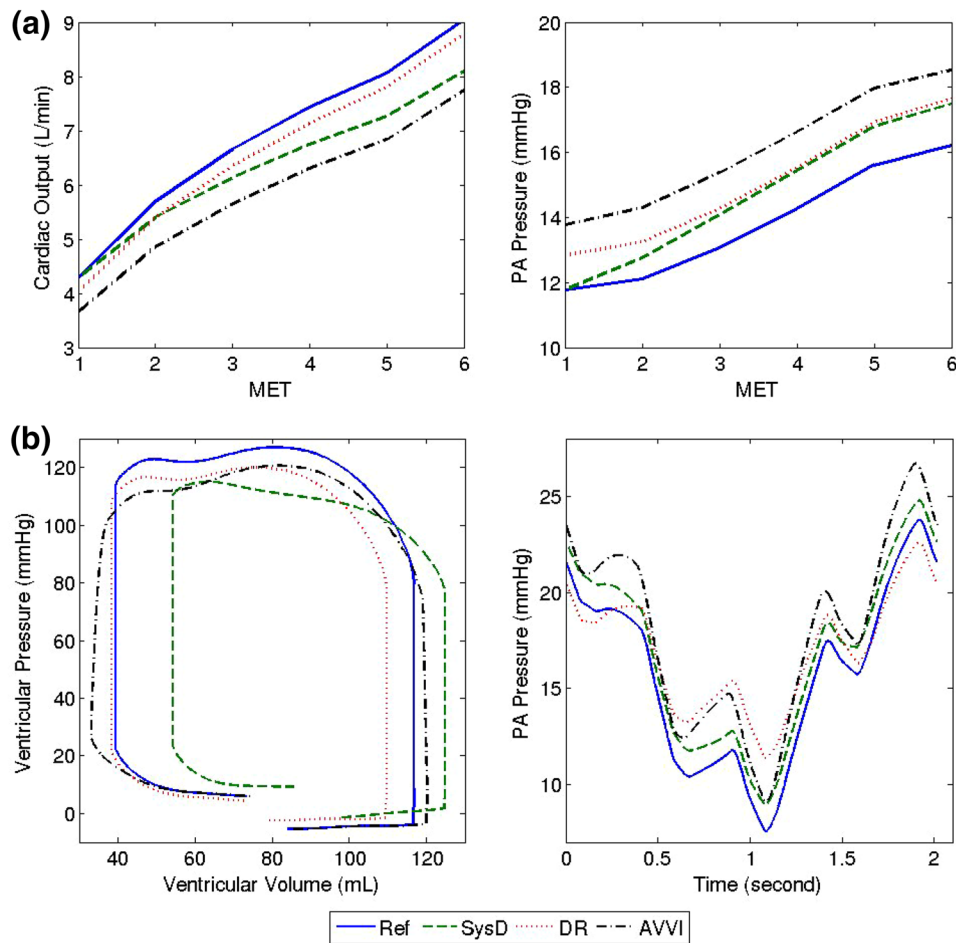 (a)
Cardiac Output (L/min)
9
8
7
6
5
4
3
1 2 3 4 5 6
MET
PA Pressure (mmHg)
20
18
16
14
12
10
1 2 3 4 5 6
MET
(b)
Ventricular Pressure (mmHg)
120
100
80
60
40
20
0
40 60 80 100 120
Ventricular Volume (mL)
PA Pressure (mmHg)
25
20
15
10
0 0.5 1 1.5 2
Time (second)
Ref SysD DR AVVI